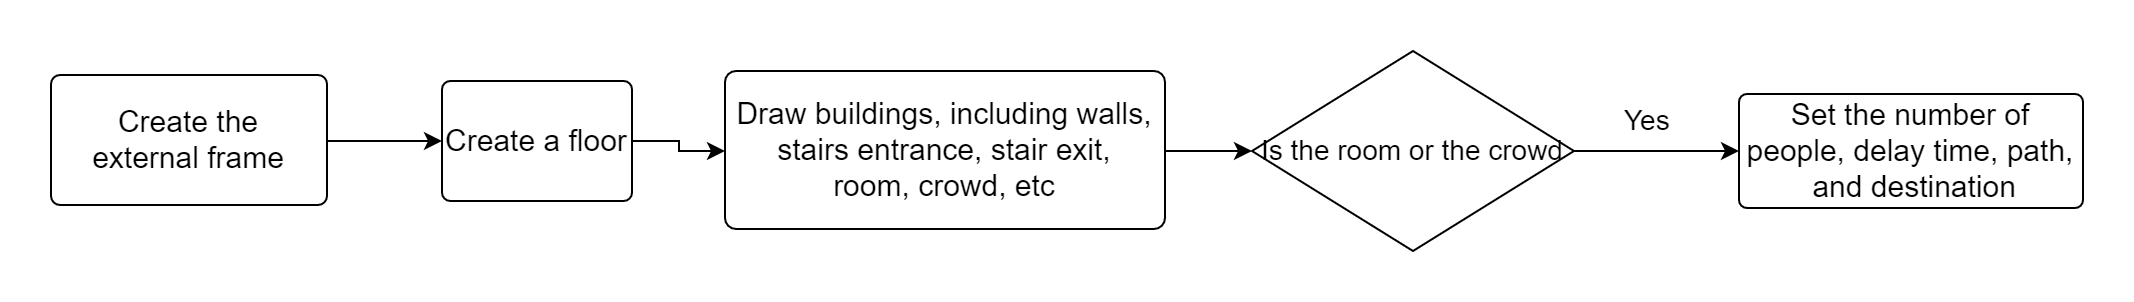 Create the
external frame
Create a floor
Draw buildings, including walls,
stairs entrance, stair exit,
room, crowd, etc
Is the room or the crowd
Yes
Set the number of
people, delay time, path,
and destination